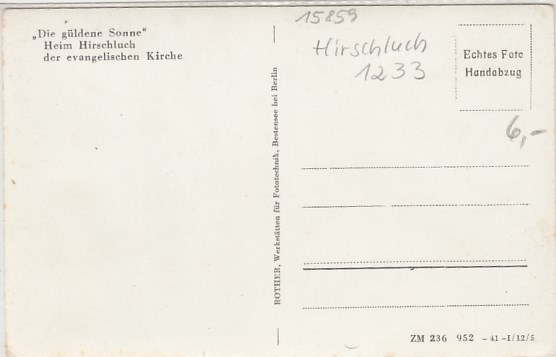 „Die güldene Sonne"
Heim Hirschluch
der evangelischen Kirche
15859
Hirschluch
1233
Echtes Foto
Handabzug
6,-
ROTHER, Werkstätten für Fototechnik, Bestensee bei Berlin
ZM 236 952 - 41 -I/12/5